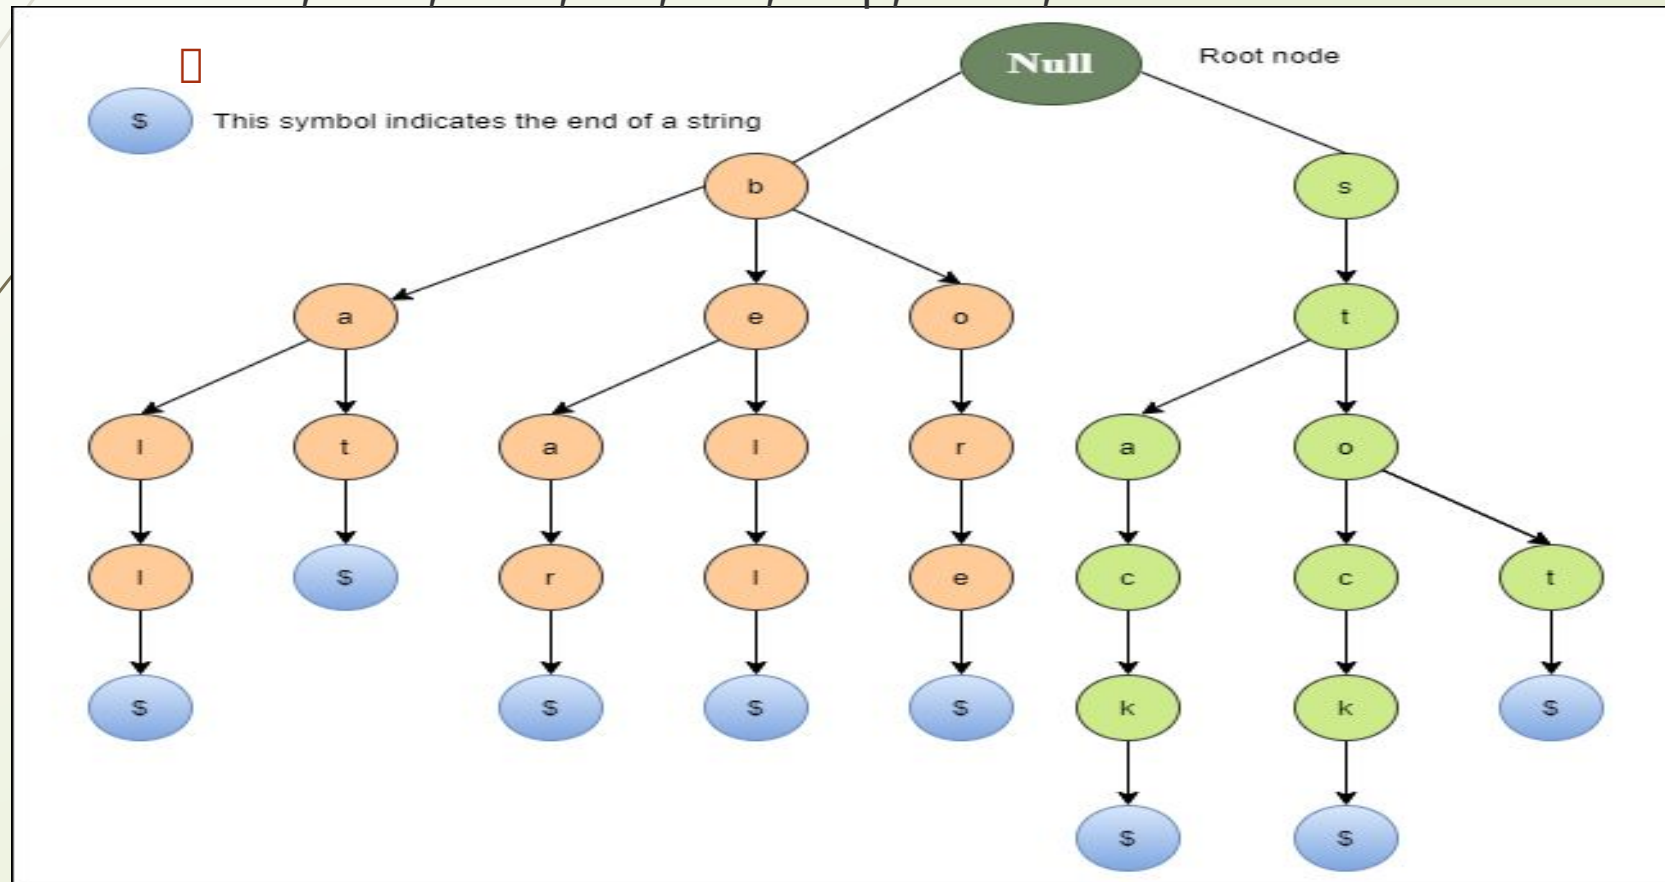 Null
Root node
$
This symbol indicates the end of a string
b s
a e o t
l t a l r a o
l $ r l e c c t
$ $ $ $ k k $
$ $